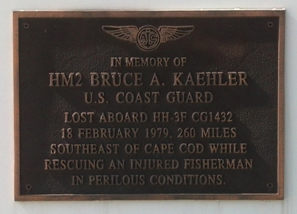 ATC
IN MEMORY OF
HM2 BRUCE A. KAEHLER
U.S. COAST GUARD
LOST ABOARD HH-3F CG1432
18 FEBRUARY 1979, 260 MILES
SOUTHEAST OF CAPE COD WHILE
RESCUING AN INJURED FISHERMAN
IN PERILOUS CONDITIONS.